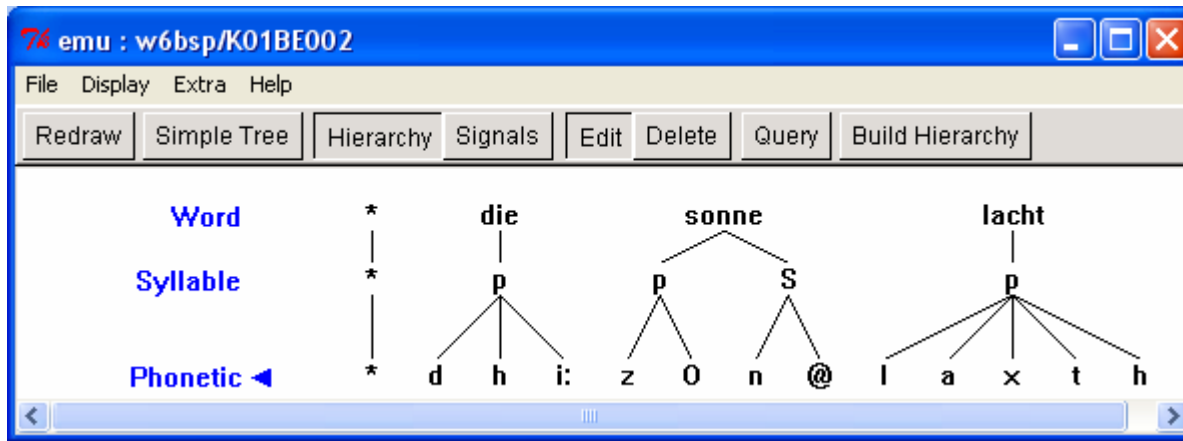 emu : w6bsp/K01BE002
File Display Extra Help
Redraw Simple Tree Hierarchy Signals Edit Delete Query Build Hierarchy
Word * die sonne lacht
Syllable * p p S p
Phonetic * d h i: z O n @ l a x t h